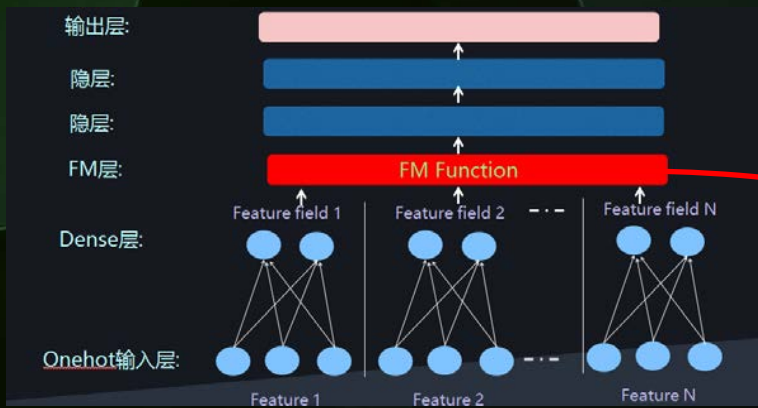 输出层:
隐层:
隐层:
FM层:
FM Function
Feature field 1
Feature field 2
Feature field N
Dense层:
Onehot输入层:
Feature 1
Feature 2
Feature N